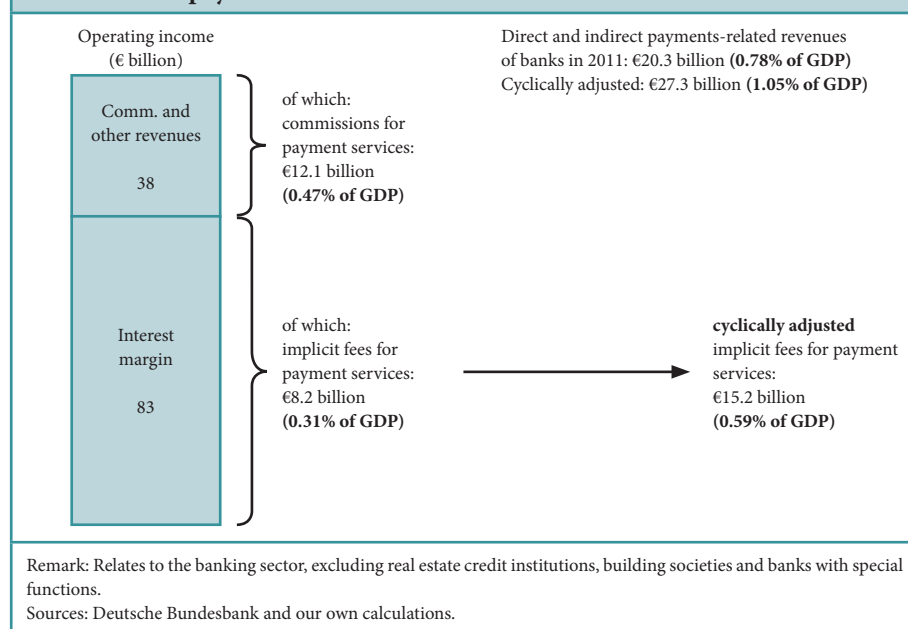 Operating income
(€ billion)
Direct and indirect payments-related revenues
of banks in 2011: €20.3 billion (0.78% of GDP)
Cyclically adjusted: €27.3 billion (1.05% of GDP)
Comm. and
other revenues
38
of which:
commissions for
payment services:
€12.1 billion
(0.47% of GDP)
Interest
margin
83
of which:
implicit fees for
payment services:
€8.2 billion
(0.31% of GDP)
cyclically adjusted
implicit fees for payment
services:
€15.2 billion
(0.59% of GDP)
Remark: Relates to the banking sector, excluding real estate credit institutions, building societies and banks with special
functions.
Sources: Deutsche Bundesbank and our own calculations.